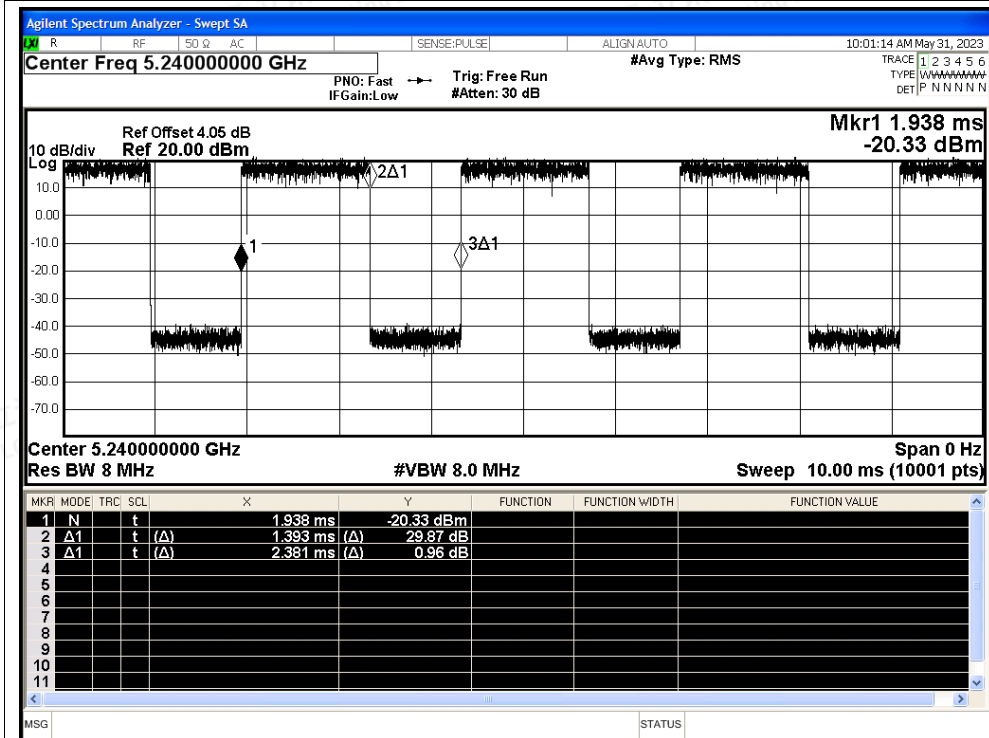 Agilent Spectrum Analyzer - Swept SA
LXI R RF 50 Ω AC SENSE:PULSE ALIGN AUTO 10:01:14 AM May 31, 2023
Center Freq 5.240000000 GHz #Avg Type: RMS TRACE 1 2 3 4 5 6
PNO: Fast Trig: Free Run TYPE WWWWWW
IFGain:Low #Atten: 30 dB DET P N N N N N
Mkr1 1.938 ms
Ref Offset 4.05 dB
10 dB/div Ref 20.00 dBm -20.33 dBm
Log
10.0
0.00
-10.0
-20.0
-30.0
-40.0
-50.0
-60.0
-70.0
2Δ1
1
3Δ1
Center 5.240000000 GHz Span 0 Hz
Res BW 8 MHz #VBW 8.0 MHz Sweep 10.00 ms (10001 pts)
MKR MODE TRC SCL X Y FUNCTION FUNCTION WIDTH FUNCTION VALUE
1 N t 1.938 ms -20.33 dBm
2 Δ1 t (Δ) 1.393 ms (Δ) 29.87 dB
3 Δ1 t (Δ) 2.381 ms (Δ) 0.96 dB
4
5
6
7
8
9
10
11
MSG STATUS